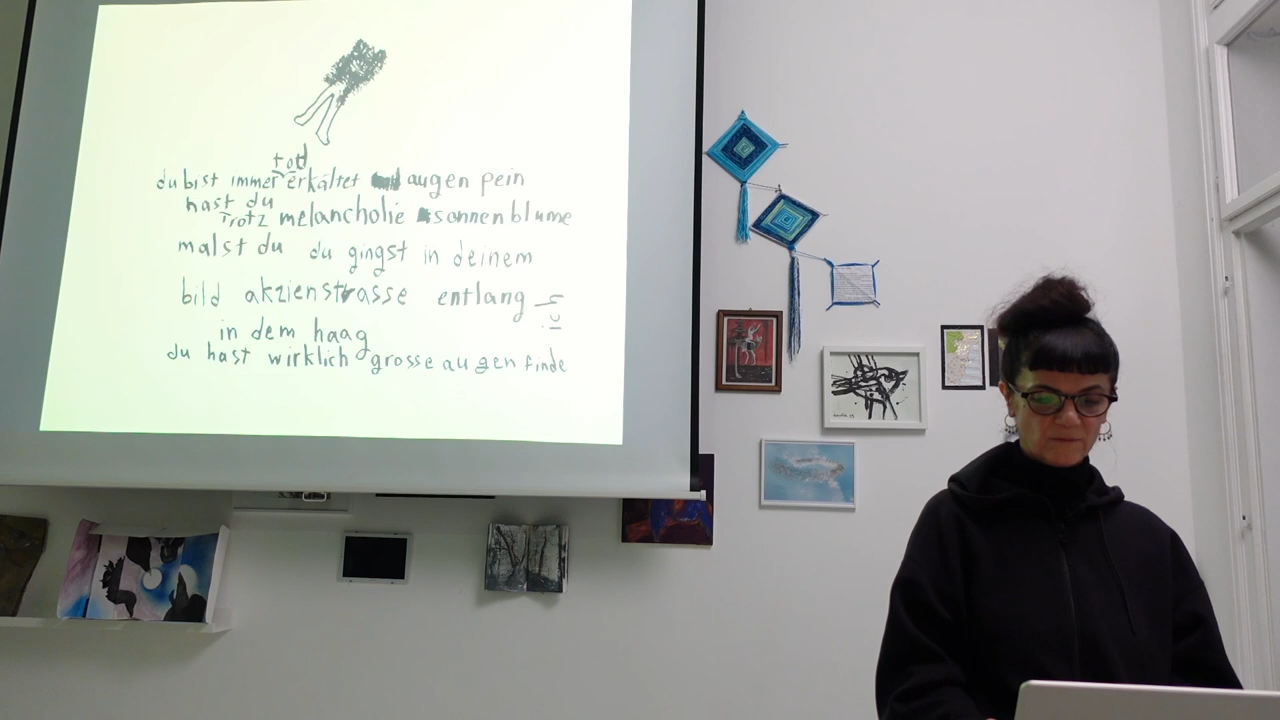 tod
du bist immer erkältet augen pein
hast du
trotz melancholie sonnenblume
malst du du gingst in deinem
bild akzienstrasse entlang
in dem haag
du hast wirklich grosse augen finde